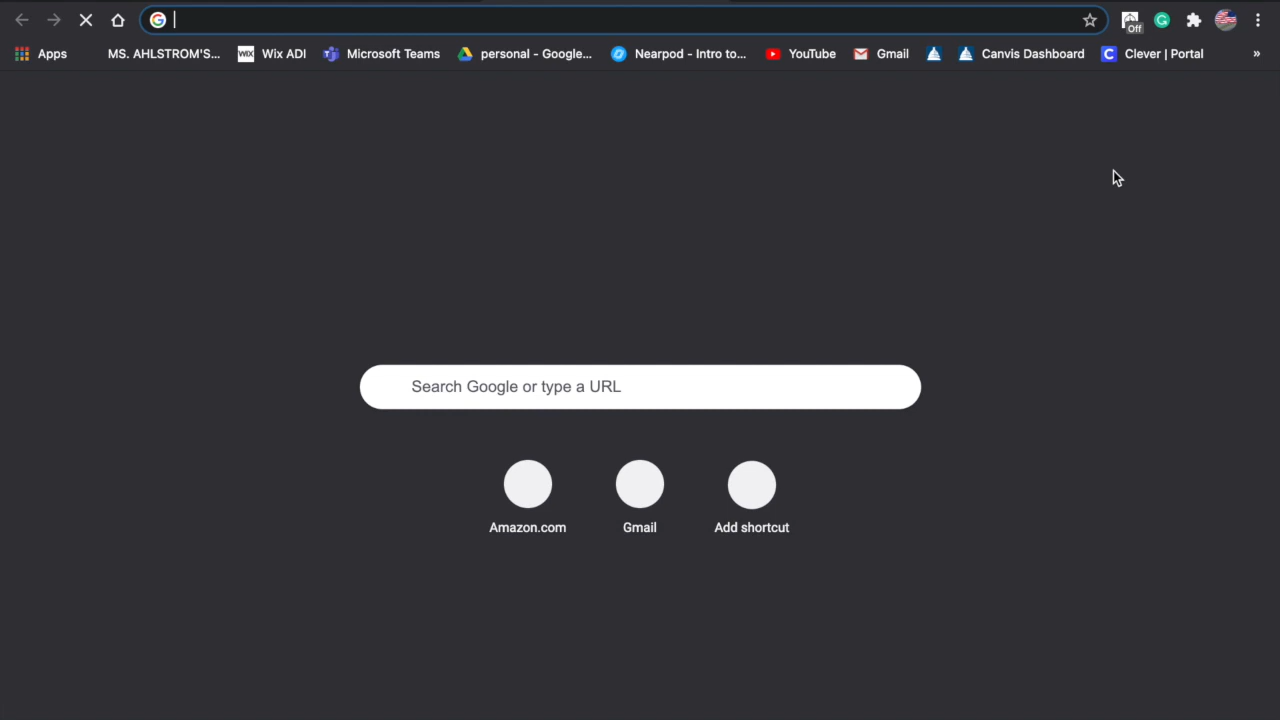 Off
Apps MS. AHLSTROM'S... WIX Wix ADI Microsoft Teams personal - Google... Nearpod - Intro to... YouTube Gmail Canvis Dashboard C Clever | Portal »
Search Google or type a URL
Amazon.com Gmail Add shortcut